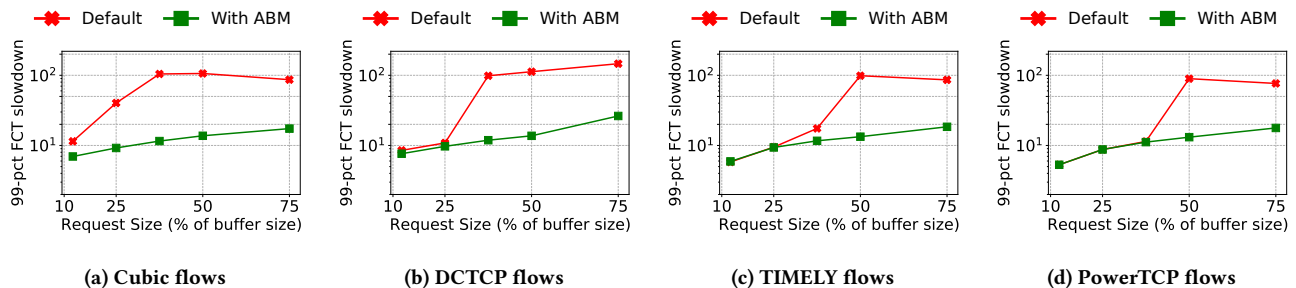 Default With ABM
99-pct FCT slowdown
10²
10¹
10 25 50 75
Request Size (% of buffer size)
(a) Cubic flows
Default With ABM
99-pct FCT slowdown
10²
10¹
10 25 50 75
Request Size (% of buffer size)
(b) DCTCP flows
Default With ABM
99-pct FCT slowdown
10²
10¹
10 25 50 75
Request Size (% of buffer size)
(c) TIMELY flows
Default With ABM
99-pct FCT slowdown
10²
10¹
10 25 50 75
Request Size (% of buffer size)
(d) PowerTCP flows